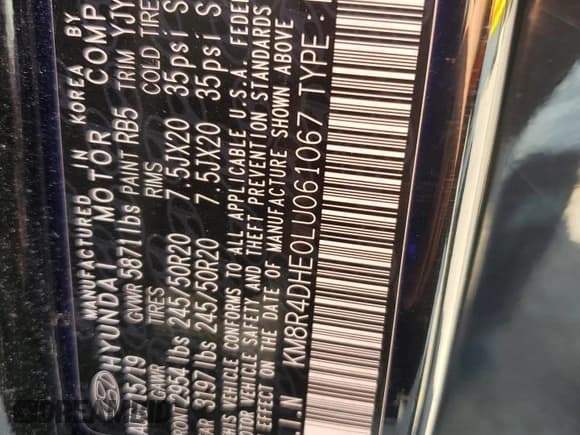 MANUFACTURED IN KOREA BY
HYUNDAI MOTOR COMP
GVWR 5871lbs PAINT RB5 TRIM YJY
GAWR TIRES RIMS COLD TIRE
2954lbs 245/50R20 7.5JX20 35psi S
3197lbs 245/50R20 7.5JX20 35psi S
THIS VEHICLE CONFORMS TO ALL APPLICABLE U.S.A. FEDE
MOTOR VEHICLE SAFETY AND THEFT PREVENTION STANDARDS
EFFECT ON THE DATE OF MANUFACTURE SHOWN ABOVE
.I.N KM8R4DHE0LU061067 TYPE: